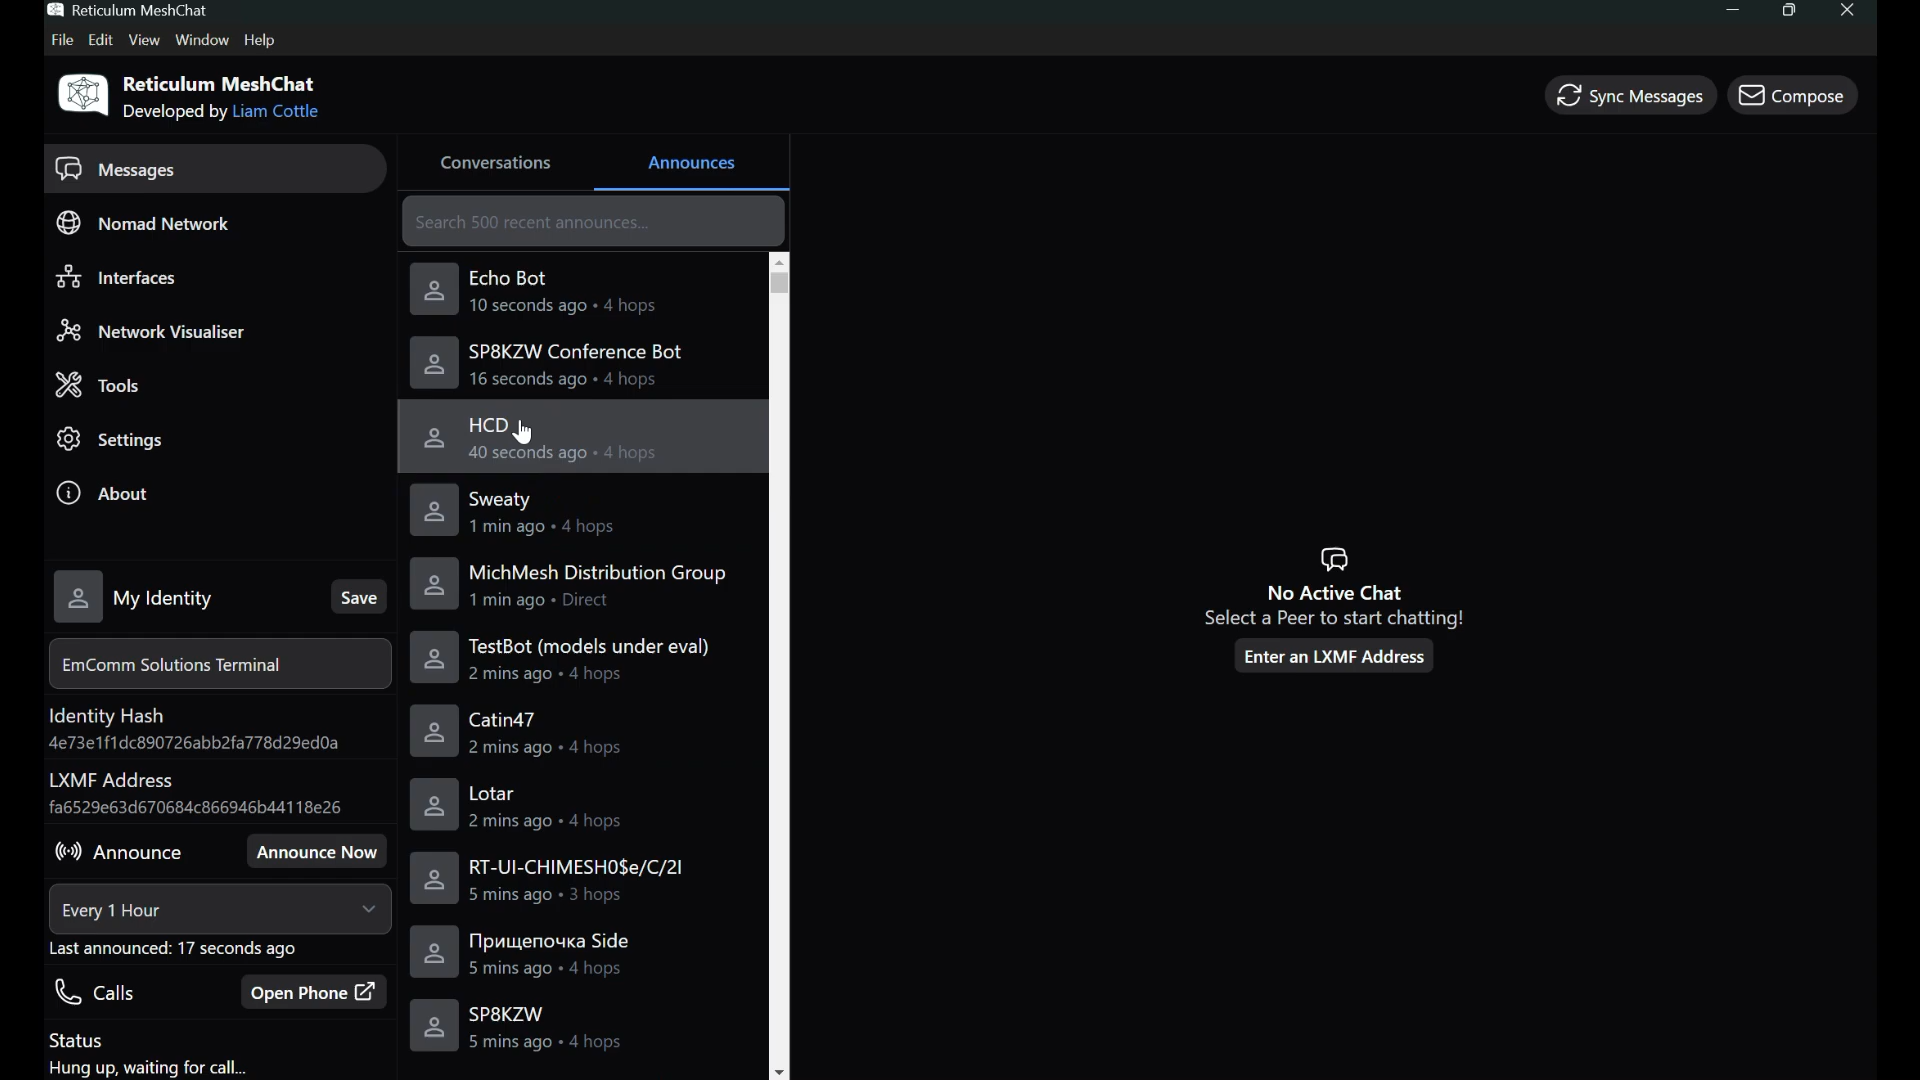 Reticulum MeshChat
File Edit View Window Help
Reticulum MeshChat
Developed by Liam Cottle
Sync Messages
Compose
Messages
Nomad Network
Interfaces
Network Visualiser
Tools
Settings
About
My Identity
Save
EmComm Solutions Terminal
Identity Hash
4e73e1f1dc890726abb2fa778d29ed0a
LXMF Address
fa6529e63d670684c866946b44118e26
Announce
Announce Now
Every 1 Hour
Last announced: 17 seconds ago
Calls
Open Phone
Status
Hung up, waiting for call...
Conversations
Announces
Search 500 recent announces...
Echo Bot
10 seconds ago • 4 hops
SP8KZW Conference Bot
16 seconds ago • 4 hops
HCD
40 seconds ago • 4 hops
Sweaty
1 min ago • 4 hops
MichMesh Distribution Group
1 min ago • Direct
TestBot (models under eval)
2 mins ago • 4 hops
Catin47
2 mins ago • 4 hops
Lotar
2 mins ago • 4 hops
RT-UI-CHIMESH0$e/C/2I
5 mins ago • 3 hops
Прищепочка Side
5 mins ago • 4 hops
SP8KZW
5 mins ago • 4 hops
No Active Chat
Select a Peer to start chatting!
Enter an LXMF Address